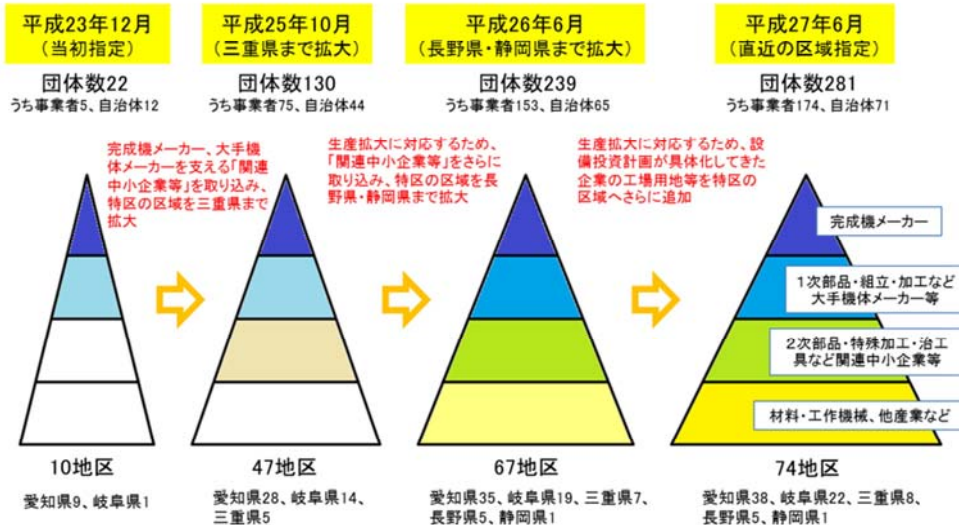 平成23年12月
(当初指定)
団体数22
うち事業者5、自治体12
平成25年10月
(三重県まで拡大)
団体数130
うち事業者75、自治体44
平成26年6月
(長野県・静岡県まで拡大)
団体数239
うち事業者153、自治体65
平成27年6月
(直近の区域指定)
団体数281
うち事業者174、自治体71
完成機メーカー、大手機
体メーカーを支える「関連
中小企業等」を取り込み、
特区の区域を三重県まで
拡大
生産拡大に対応するため、
「関連中小企業等」をさらに
取り込み、特区の区域を長
野県・静岡県まで拡大
生産拡大に対応するため、設
備投資計画が具体化してきた
企業の工場用地等を特区の
区域へさらに追加
完成機メーカー
1次部品・組立・加工など
大手機体メーカー等
2次部品・特殊加工・治工
具など関連中小企業等
材料・工作機械、他産業など
10地区
愛知県9、岐阜県1
47地区
愛知県28、岐阜県14、
三重県5
67地区
愛知県35、岐阜県19、三重県7、
長野県5、静岡県1
74地区
愛知県38、岐阜県22、三重県8、
長野県5、静岡県1